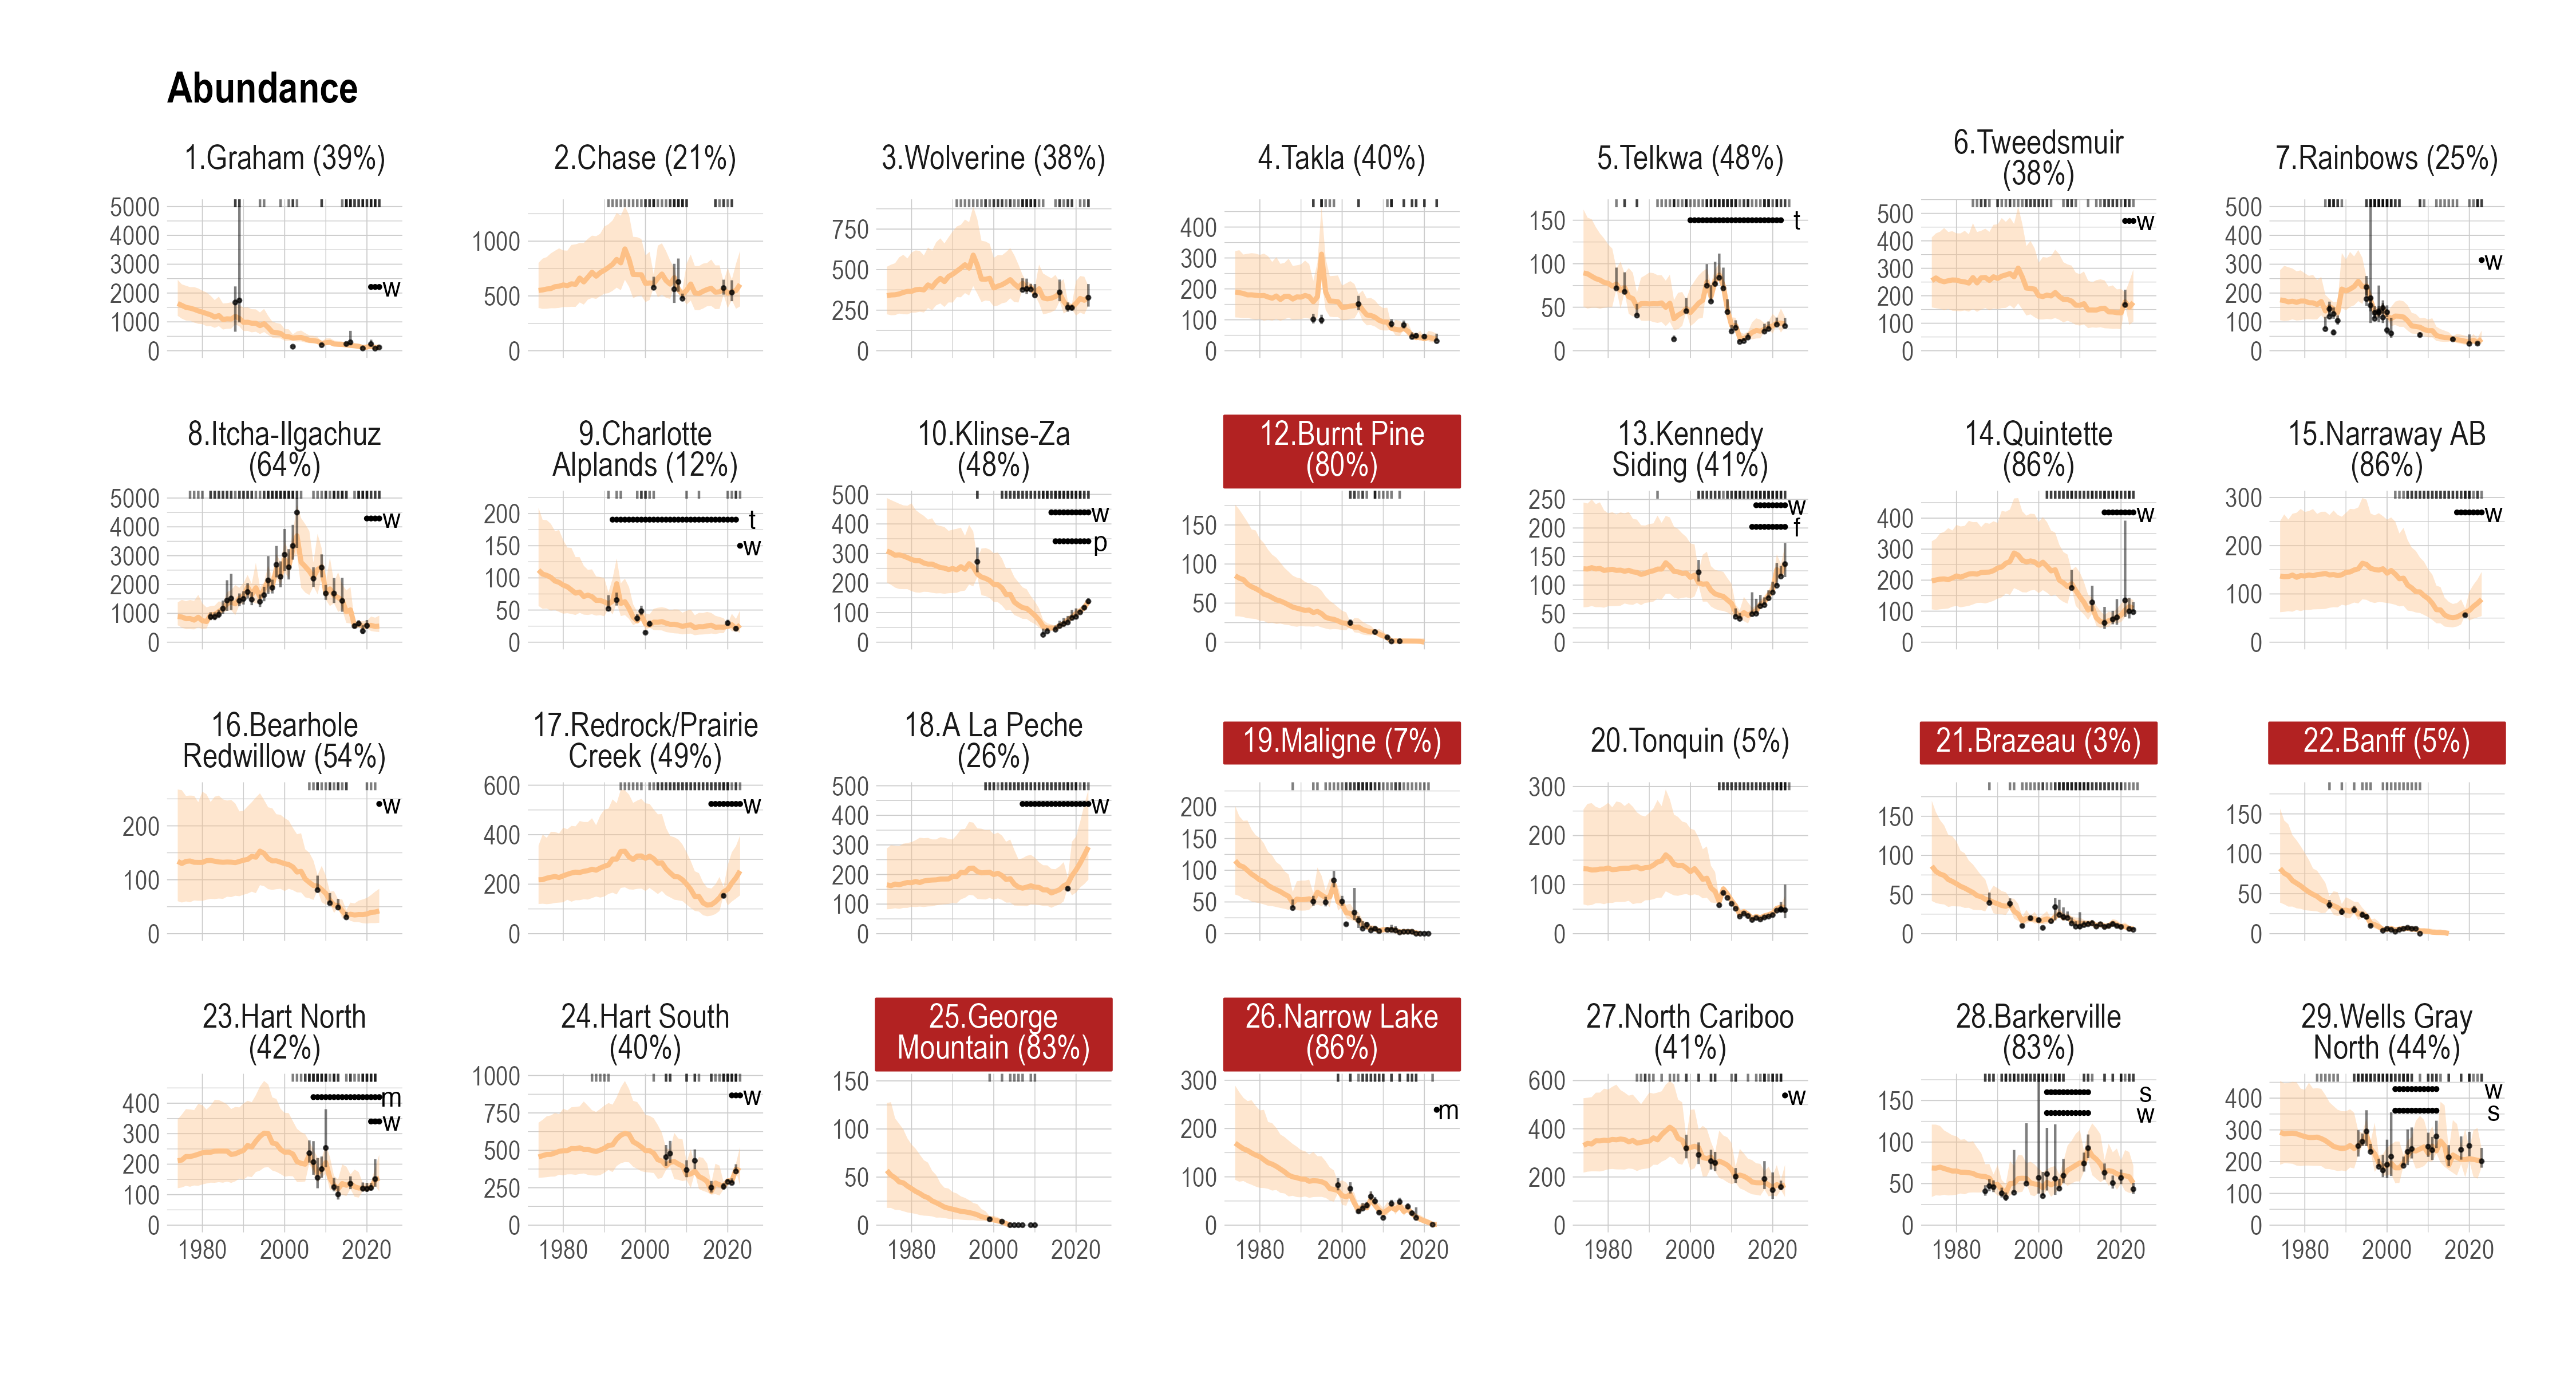 Abundance
1.Graham (39%)
5000
4000
3000
2000
1000
0
w
2.Chase (21%)
1000
500
0
3.Wolverine (38%)
750
500
250
0
4.Takla (40%)
400
300
200
100
0
5.Telkwa (48%)
150
100
50
0
t
6.Tweedsmuir
(38%)
500
400
300
200
100
0
w
7.Rainbows (25%)
500
400
300
200
100
0
w
8.Itcha-Ilgachuz
(64%)
5000
4000
3000
2000
1000
0
w
9.Charlotte
Alplands (12%)
200
150
100
50
0
t
w
10.Klinse-Za
(48%)
500
400
300
200
100
0
w
p
12.Burnt Pine
(80%)
150
100
50
0
13.Kennedy
Siding (41%)
250
200
150
100
50
0
w
f
14.Quintette
(86%)
400
300
200
100
0
w
15.Narraway AB
(86%)
300
200
100
0
w
16.Bearhole
Redwillow (54%)
200
100
0
w
17.Redrock/Prairie
Creek (49%)
600
400
200
0
w
18.A La Peche
(26%)
500
400
300
200
100
0
w
19.Maligne (7%)
200
150
100
50
0
20.Tonquin (5%)
300
200
100
0
21.Brazeau (3%)
150
100
50
0
22.Banff (5%)
150
100
50
0
23.Hart North
(42%)
400
300
200
100
0
m
w
1980 2000 2020
24.Hart South
(40%)
1000
750
500
250
0
w
1980 2000 2020
25.George
Mountain (83%)
150
100
50
0
1980 2000 2020
26.Narrow Lake
(86%)
300
200
100
0
m
1980 2000 2020
27.North Cariboo
(41%)
600
400
200
0
w
1980 2000 2020
28.Barkerville
(83%)
150
100
50
0
s
w
1980 2000 2020
29.Wells Gray
North (44%)
400
300
200
100
0
w
s
1980 2000 2020